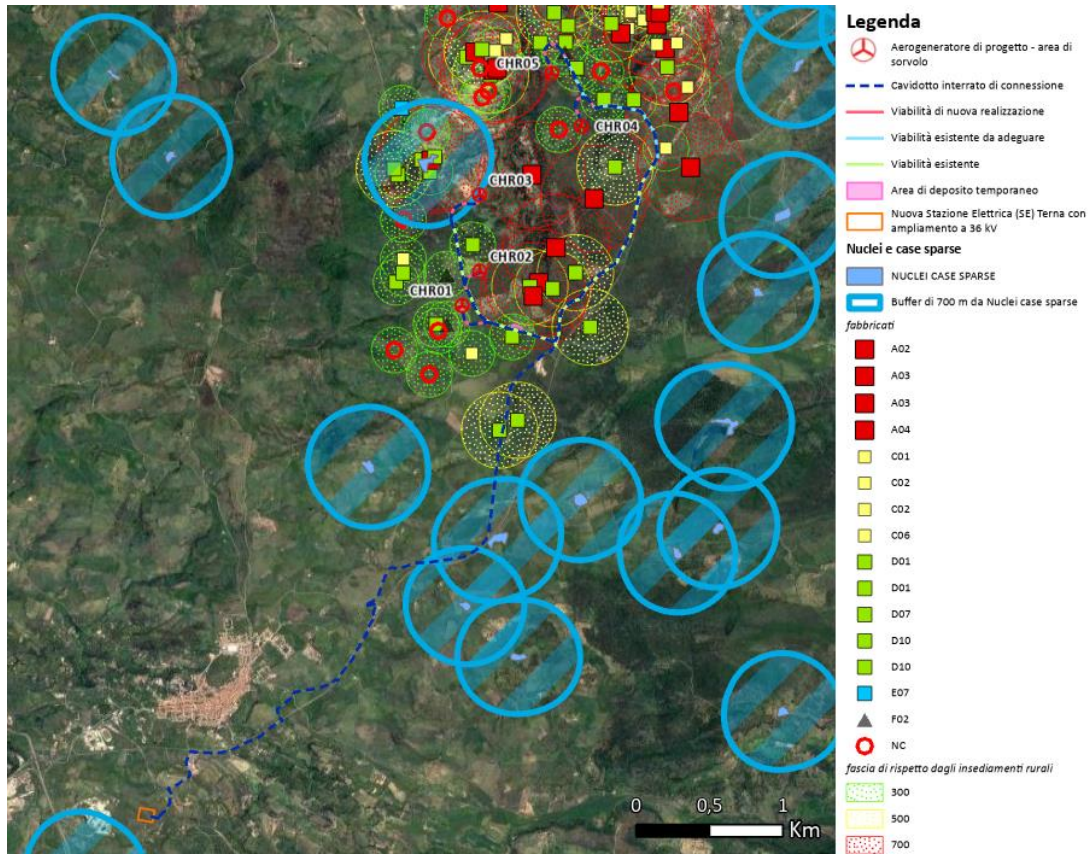 CHR05
CHR04
CHR03
CHR02
CHR01
0 0,5 1
Km
Legenda
Aerogeneratore di progetto - area di
sorvolo
Cavidotto interrato di connessione
Viabilità di nuova realizzazione
Viabilità esistente da adeguare
Viabilità esistente
Area di deposito temporaneo
Nuova Stazione Elettrica (SE) Terna con
ampliamento a 36 kV
Nuclei e case sparse
NUCLEI CASE SPARSE
Buffer di 700 m da Nuclei case sparse
fabbricati
A02
A03
A03
A04
C01
C02
C02
C06
D01
D01
D07
D10
D10
E07
F02
NC
fascia di rispetto dagli insediamenti rurali
300
500
700